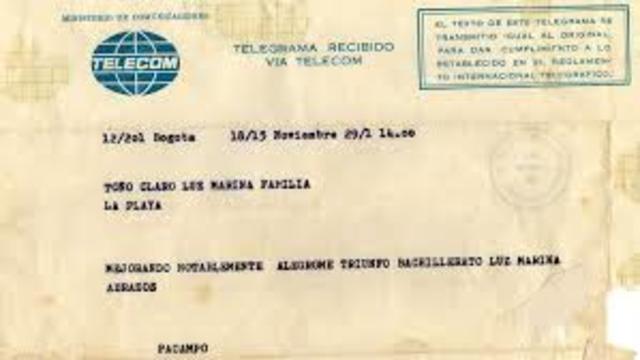 MINISTERIO DE COMUNICACIONES
TELECOM
TELEGRAMA RECIBIDO
VIA TELECOM
EL TEXTO DE ESTE TELEGRAMA SE
TRANSMITIO IGUAL AL ORIGINAL,
PARA DAR CUMPLIMIENTO A LO
ESTABLECIDO EN EL REGLAMEN-
TO INTERNACIONAL TELEGRAFICO.
12/201 Bogota 18/15 Noviembre 29/1 14.00
TOÑO CLARO LUZ MARINA FAMILIA
LA PLAYA
MEJORANDO NOTABLEMENTE ALEGROME TRIUNFO BACHILLERATO LUZ MARINA
ABRAZOS
PACAMPO